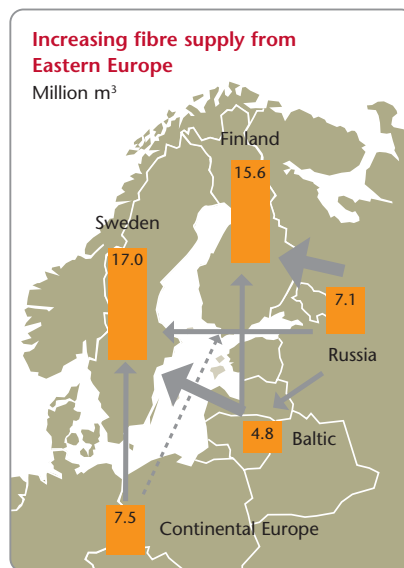 Increasing fibre supply from
Eastern Europe
Million m³
Finland
15.6
Sweden
17.0
7.1
Russia
4.8
Baltic
7.5
Continental Europe